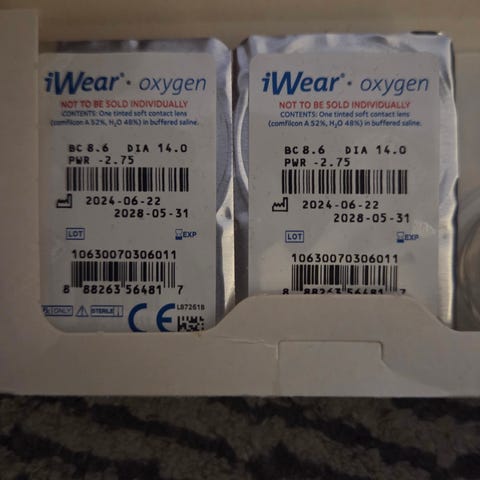 iWear® · oxygen
NOT TO BE SOLD INDIVIDUALLY
CONTENTS: One tinted soft contact lens
(comfilcon A 52%, H₂O 48%) in buffered saline.
BC 8.6 DIA 14.0
PWR -2.75
2024-06-22
2028-05-31
LOT EXP
10630070306011
8 88263 56481 7
ONLY STERILE
CE
iWear® · oxygen
NOT TO BE SOLD INDIVIDUALLY
CONTENTS: One tinted soft contact lens
(comfilcon A 52%, H₂O 48%) in buffered saline.
BC 8.6 DIA 14.0
PWR -2.75
2024-06-22
2028-05-31
LOT EXP
10630070306011
8 88263 56481 7